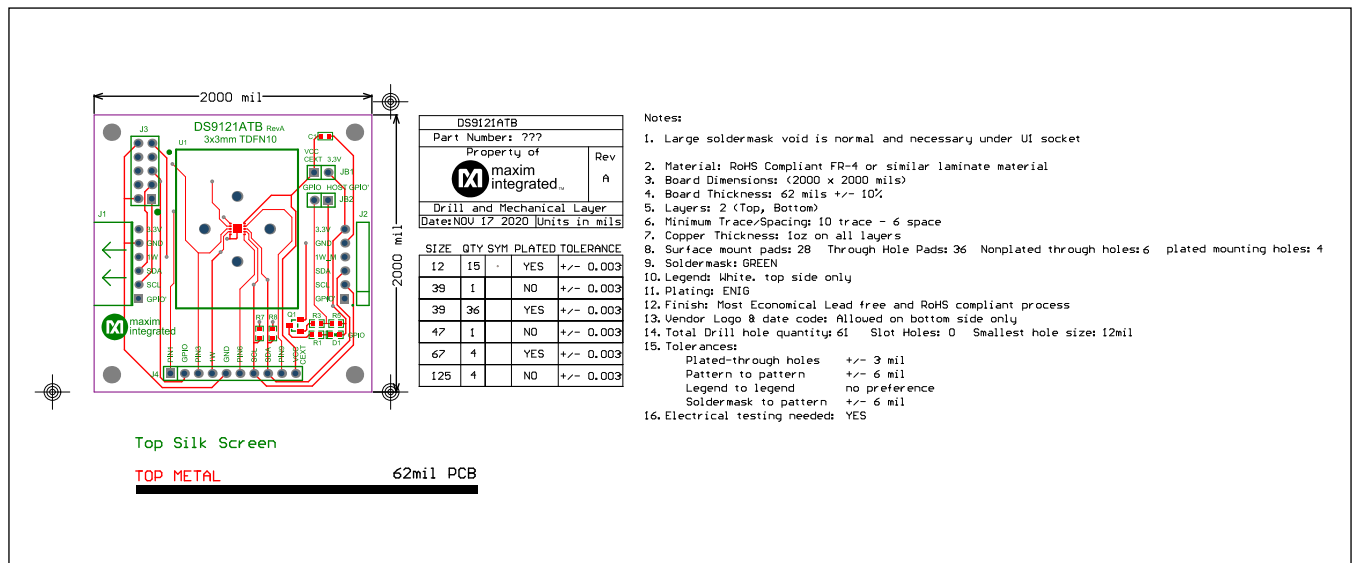 2000 mil
2000 mil
DS9121ATB RevA
3x3mm TDFN10
J3
U1
C1
VCC
CEXT 3.3V
JB1
GPIO HOST GPIO'
JB2
J1
3.3V
GND
1W
SDA
SCL
GPIO'
J2
3.3V
GND
1W_M
SDA
SCL
GPIO'
maxim
integrated
R7 R8
Q1
R3
R1
D1
GPIO
J4
PIN1
GPIO
PIN3
1W
GND
PIN6
SCL
SDA
PIN9
CEXT
Top Silk Screen
TOP METAL
62mil PCB
DS9121ATB
Part Number: ???
Property of
maxim
integrated™
Rev
A
Drill and Mechanical Layer
Date:NOV 17 2020 Units in mils
SIZE QTY SYM PLATED TOLERANCE
12 15 YES +/- 0.003
39 1 NO +/- 0.003
39 36 YES +/- 0.003
47 1 NO +/- 0.003
67 4 YES +/- 0.003
125 4 NO +/- 0.003
Notes:
1. Large soldermask void is normal and necessary under U1 socket
2. Material: RoHS Compliant FR-4 or similar laminate material
3. Board Dimensions: (2000 x 2000 mils)
4. Board Thickness: 62 mils +/- 10%
5. Layers: 2 (Top, Bottom)
6. Minimum Trace/Spacing: 10 trace - 6 space
7. Copper Thickness: 1oz on all layers
8. Surface mount pads: 28 Through Hole Pads: 36 Nonplated through holes: 6 plated mounting holes: 4
9. Soldermask: GREEN
10. Legend: White. top side only
11. Plating: ENIG
12. Finish: Most Economical Lead free and RoHS compliant process
13. Vendor Logo & date code: Allowed on bottom side only
14. Total Drill hole quantity: 61 Slot Holes: 0 Smallest hole size: 12mil
15. Tolerances:
Plated-through holes +/- 3 mil
Pattern to pattern +/- 6 mil
Legend to legend no preference
Soldermask to pattern +/- 6 mil
16. Electrical testing needed: YES